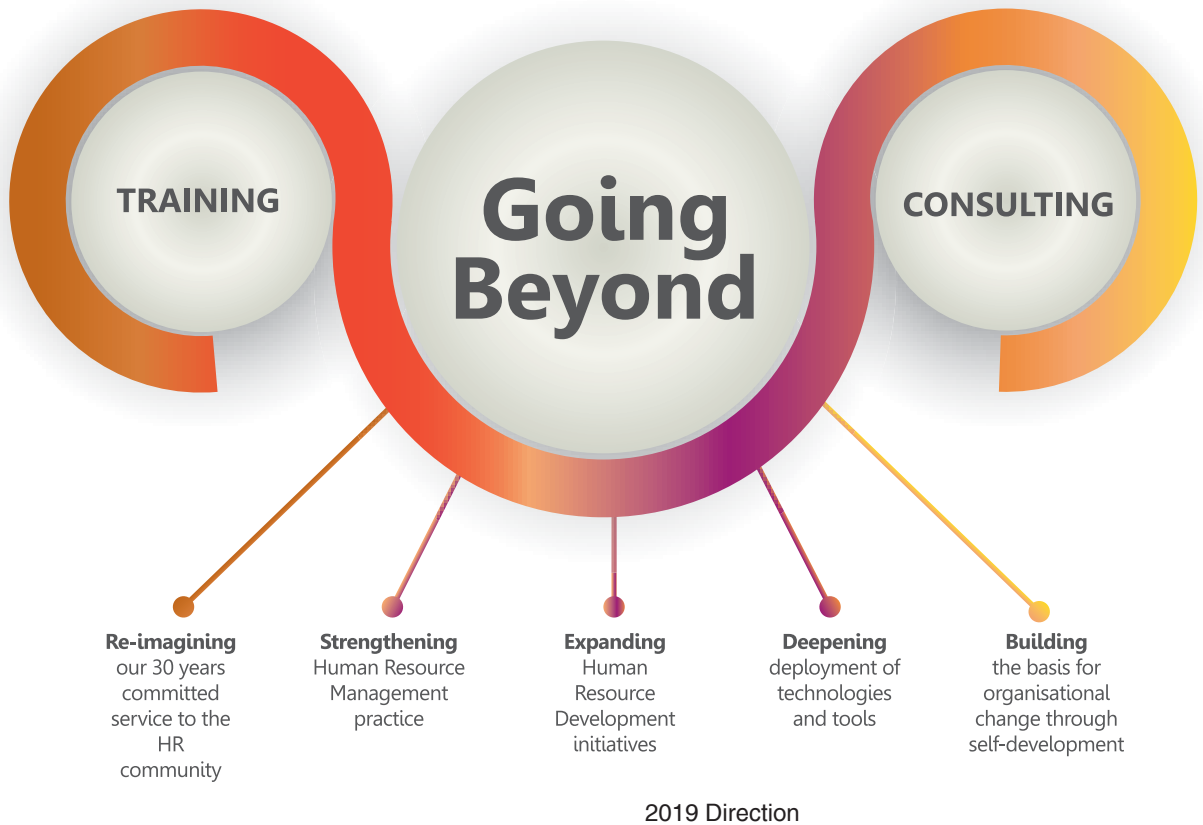 TRAINING
Going
Beyond
CONSULTING
Re-imagining
our 30 years
committed
service to the
HR
community
Strengthening
Human Resource
Management
practice
Expanding
Human
Resource
Development
initiatives
Deepening
deployment of
technologies
and tools
Building
the basis for
organisational
change through
self-development
2019 Direction